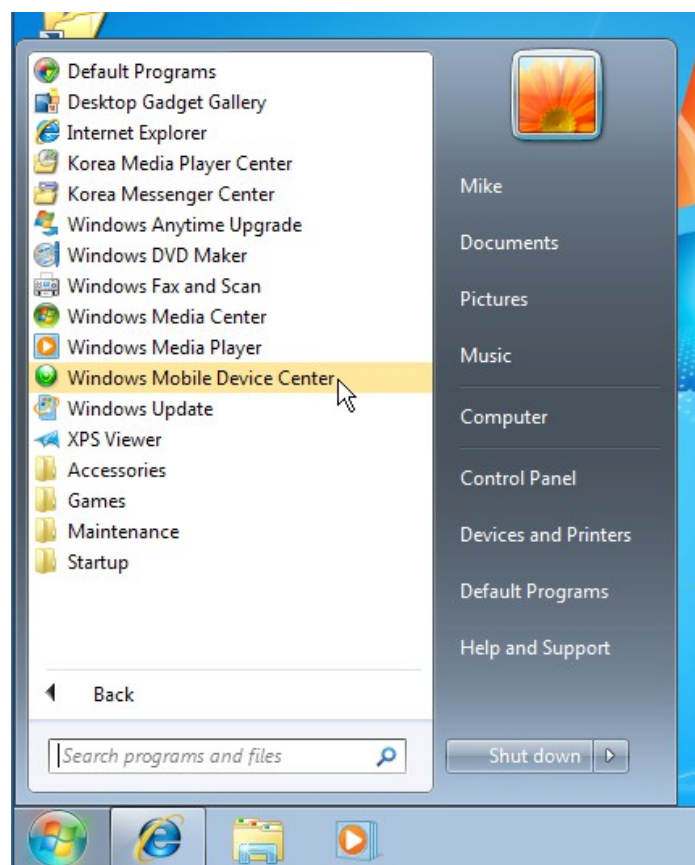 Default Programs
Desktop Gadget Gallery
Internet Explorer
Korea Media Player Center
Korea Messenger Center
Windows Anytime Upgrade
Windows DVD Maker
Windows Fax and Scan
Windows Media Center
Windows Media Player
Windows Mobile Device Center
Windows Update
XPS Viewer
Accessories
Games
Maintenance
Startup
Back
Search programs and files
Mike
Documents
Pictures
Music
Computer
Control Panel
Devices and Printers
Default Programs
Help and Support
Shut down